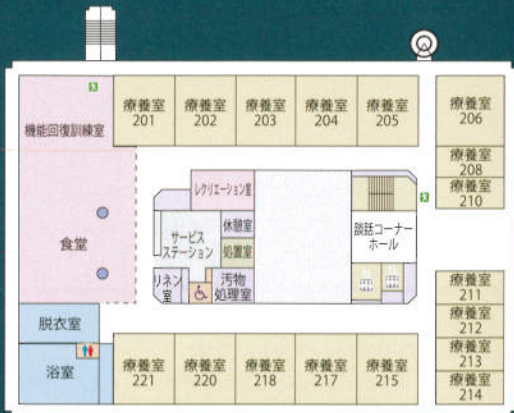 機能回復訓練室
療養室
201
療養室
202
療養室
203
療養室
204
療養室
205
療養室
206
療養室
208
療養室
210
食堂
レクリエーション室
サービス
ステーション
休憩室
処置室
リネン
室
汚物
処理室
談話コーナー
ホール
療養室
211
療養室
212
療養室
213
療養室
214
脱衣室
浴室
療養室
221
療養室
220
療養室
218
療養室
217
療養室
215